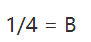 1/4 = B